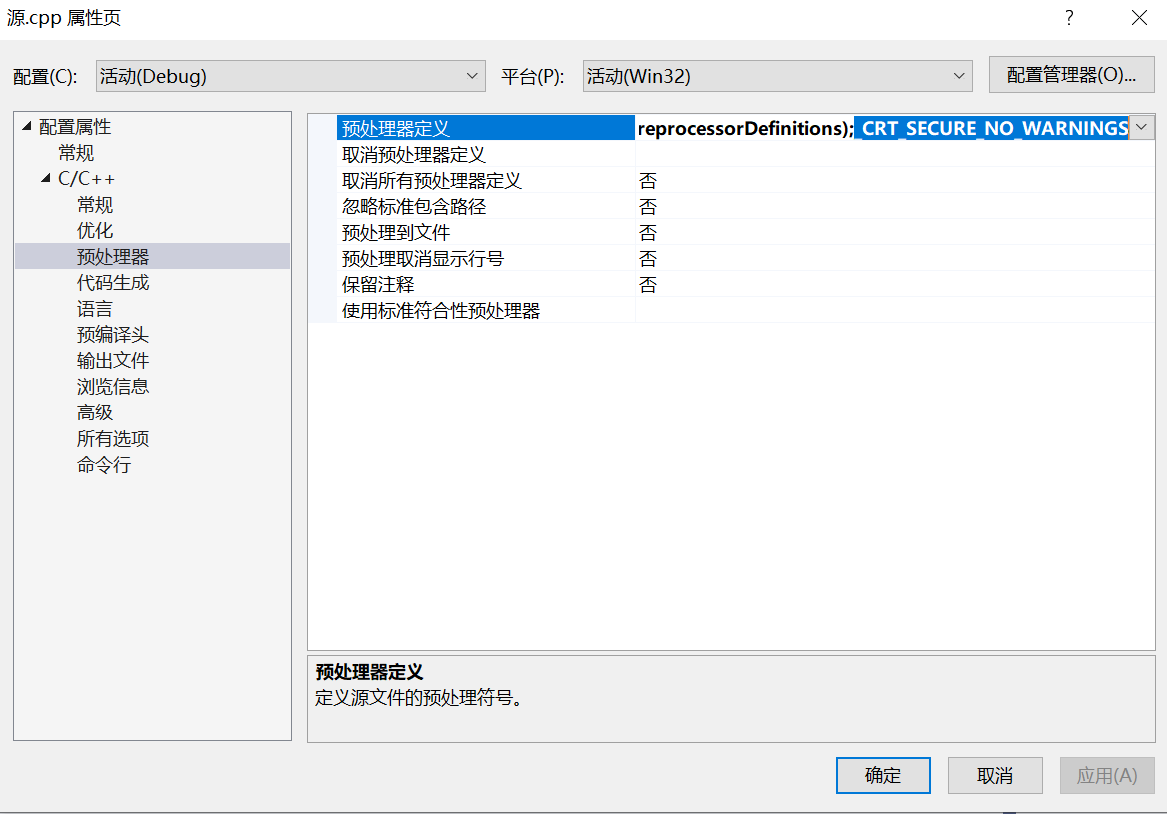 源.cpp 属性页
?
配置(C):
活动(Debug)
平台(P):
活动(Win32)
配置管理器(O)...
配置属性
常规
C/C++
常规
优化
预处理器
代码生成
语言
预编译头
输出文件
浏览信息
高级
所有选项
命令行
预处理器定义 reprocessorDefinitions);_CRT_SECURE_NO_WARNINGS
取消预处理器定义
取消所有预处理器定义 否
忽略标准包含路径 否
预处理到文件 否
预处理取消显示行号 否
保留注释 否
使用标准符合性预处理器
预处理器定义
定义源文件的预处理符号。
确定
取消
应用(A)